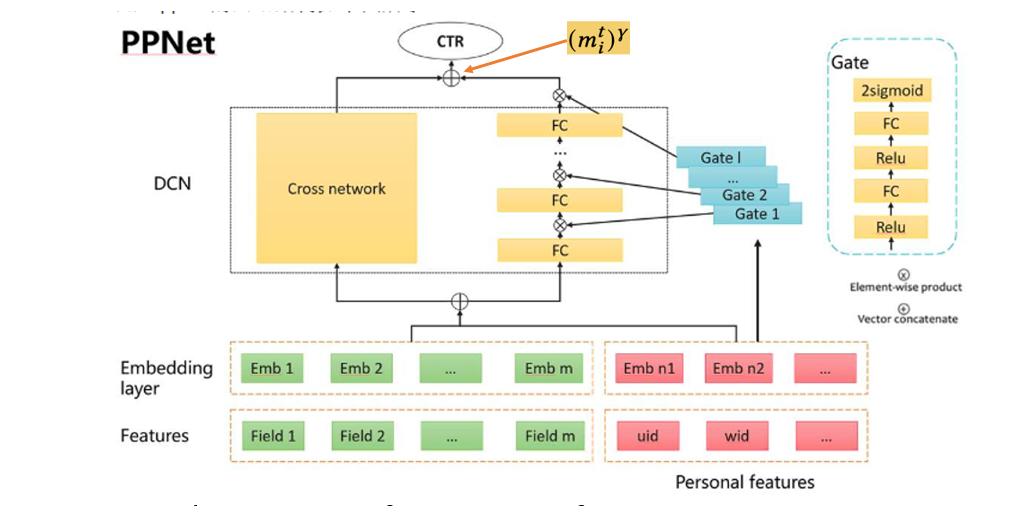 PPNet
CTR
(mᵢᵗ)ᵞ
Gate
2sigmoid
FC
Relu
FC
Relu
DCN
Cross network
FC
...
FC
FC
Gate l
...
Gate 2
Gate 1
Element-wise product
Vector concatenate
Embedding layer
Emb 1 Emb 2 ... Emb m Emb n1 Emb n2 ...
Features Field 1 Field 2 ... Field m uid wid ...
Personal features